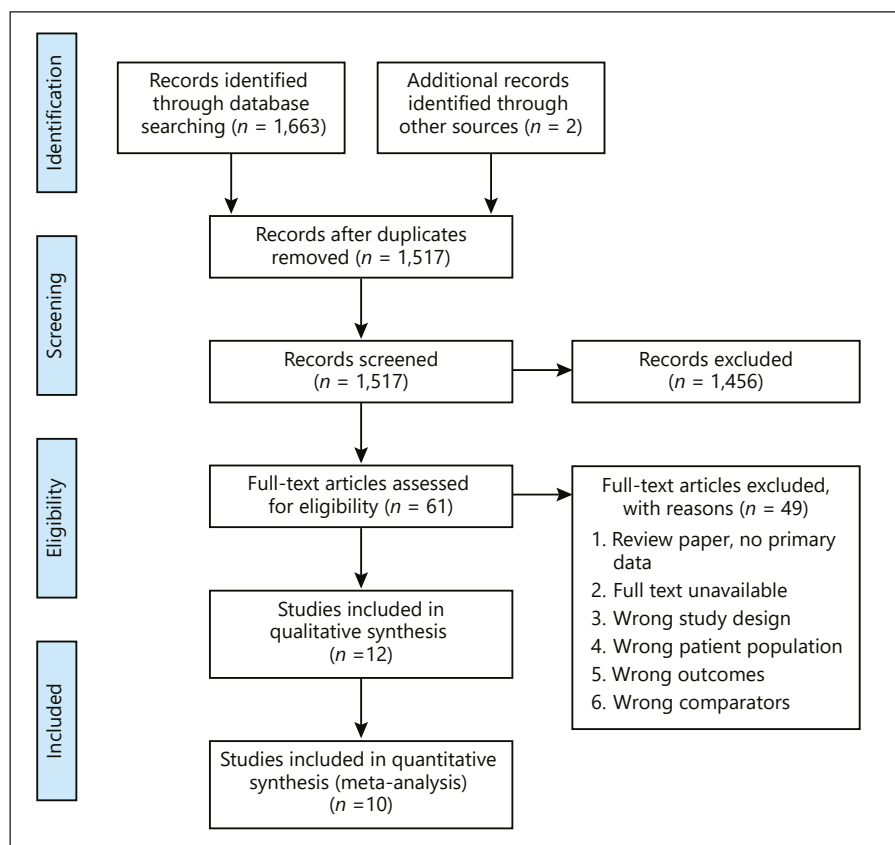 Identification
Records identified
through database
searching (n = 1,663)
Additional records
identified through
other sources (n = 2)
Records after duplicates
removed (n = 1,517)
Screening
Records screened
(n = 1,517)
Records excluded
(n = 1,456)
Eligibility
Full-text articles assessed
for eligibility (n = 61)
Full-text articles excluded,
with reasons (n = 49)
1. Review paper, no primary
data
2. Full text unavailable
3. Wrong study design
4. Wrong patient population
5. Wrong outcomes
6. Wrong comparators
Studies included in
qualitative synthesis
(n =12)
Included
Studies included in quantitative
synthesis (meta-analysis)
(n =10)